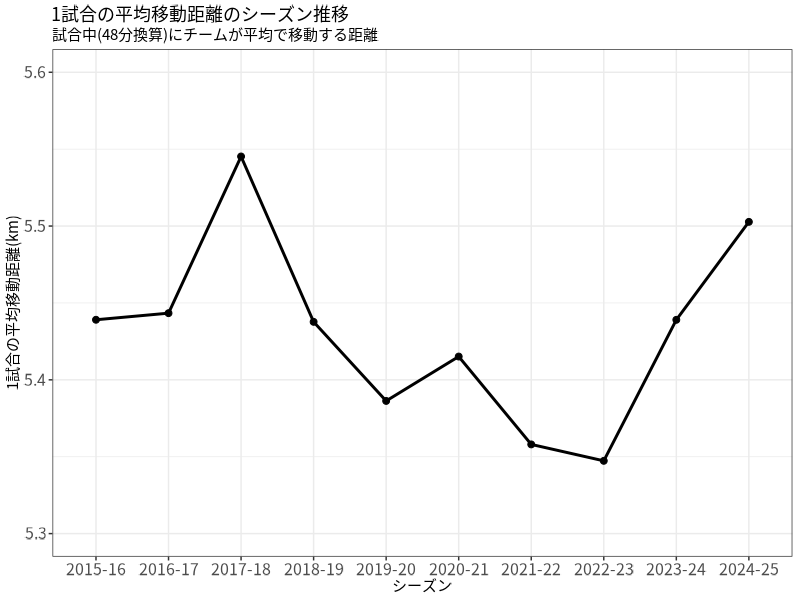 1試合の平均移動距離のシーズン推移
試合中(48分換算)にチームが平均で移動する距離
1試合の平均移動距離(km)
5.6
5.5
5.4
5.3
2015-16 2016-17 2017-18 2018-19 2019-20 2020-21 2021-22 2022-23 2023-24 2024-25
シーズン